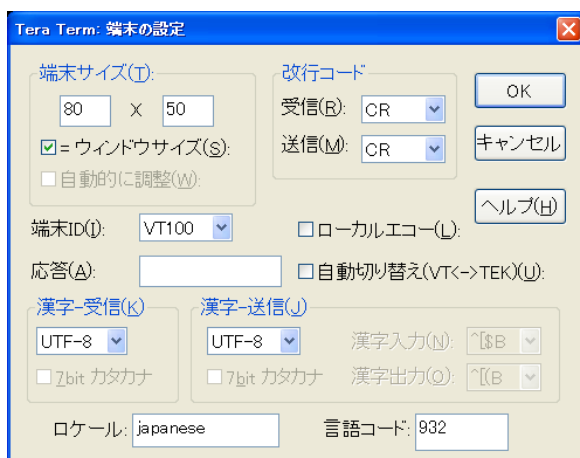 Tera Term: 端末の設定
端末サイズ(T):
80 X 50
=ウィンドウサイズ(S):
自動的に調整(W):
改行コード
受信(R): CR
送信(M): CR
OK
キャンセル
ヘルプ(H)
端末ID(I): VT100
ローカルエコー(L):
応答(A):
自動切り替え(VT<->TEK)(U):
漢字-受信(K)
UTF-8
7bit カタカナ
漢字-送信(J)
UTF-8
漢字入力(N): ^[$B
7bit カタカナ
漢字出力(O): ^[(B
ロケール: japanese
言語コード: 932